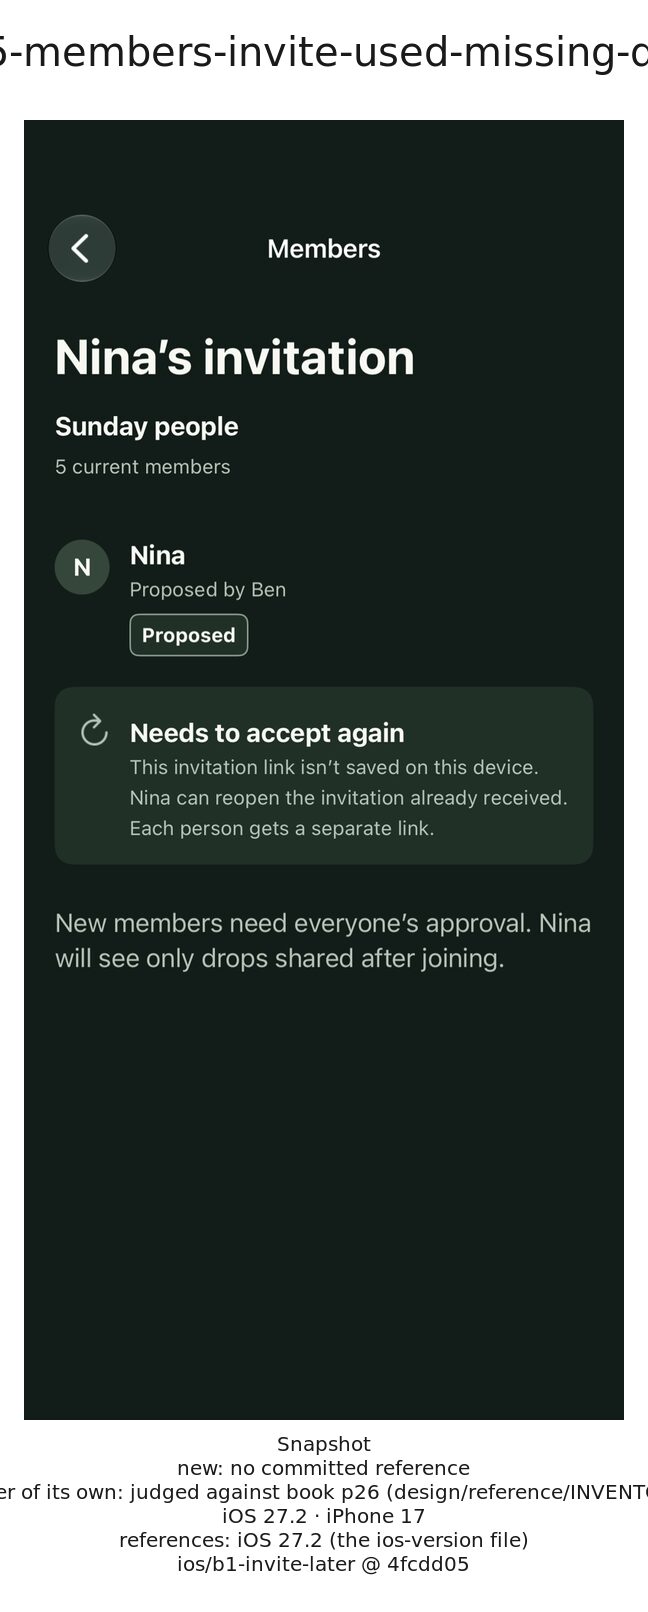 5-members-invite-used-missing-d
Members
Nina’s invitation
Sunday people
5 current members
N
Nina
Proposed by Ben
Proposed
Needs to accept again
This invitation link isn’t saved on this device.
Nina can reopen the invitation already received.
Each person gets a separate link.
New members need everyone’s approval. Nina
will see only drops shared after joining.
Snapshot
new: no committed reference
er of its own: judged against book p26 (design/reference/INVENTO
iOS 27.2 · iPhone 17
references: iOS 27.2 (the ios-version file)
ios/b1-invite-later @ 4fcdd05